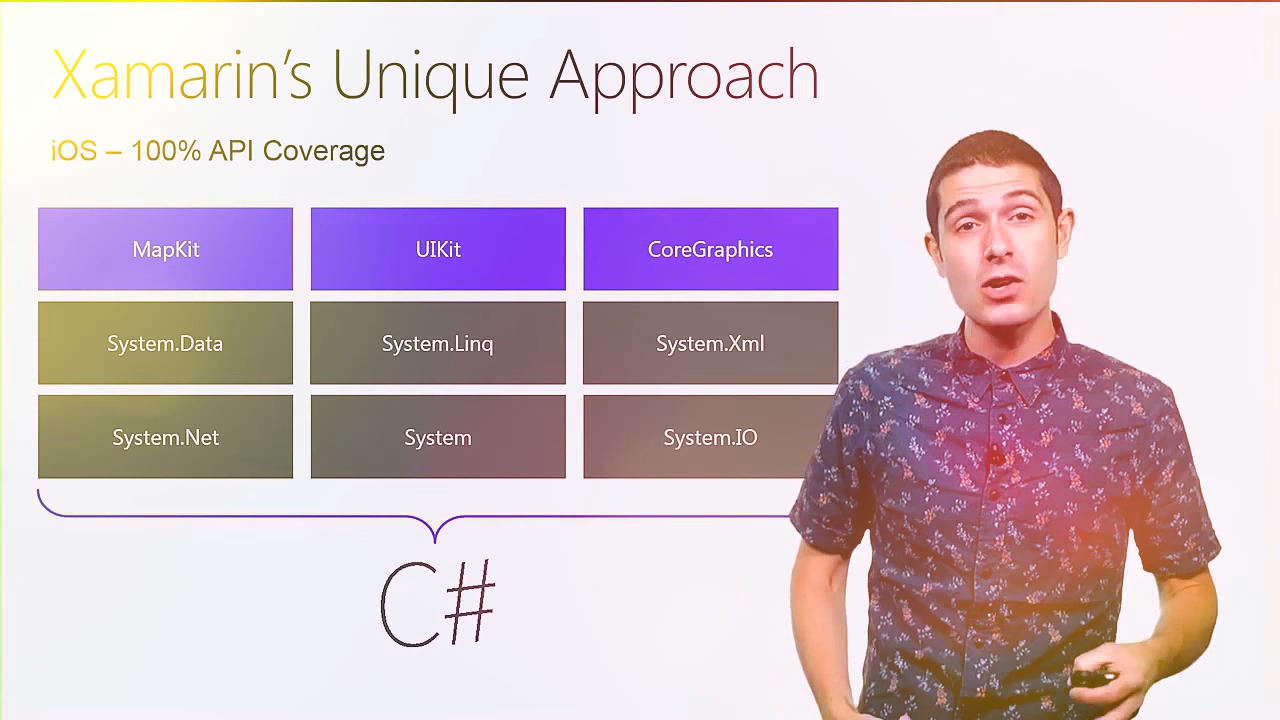 Xamarin's Unique Approach
iOS – 100% API Coverage
MapKit
UIKit
CoreGraphics
System.Data
System.Linq
System.Xml
System.Net
System
System.IO
C#